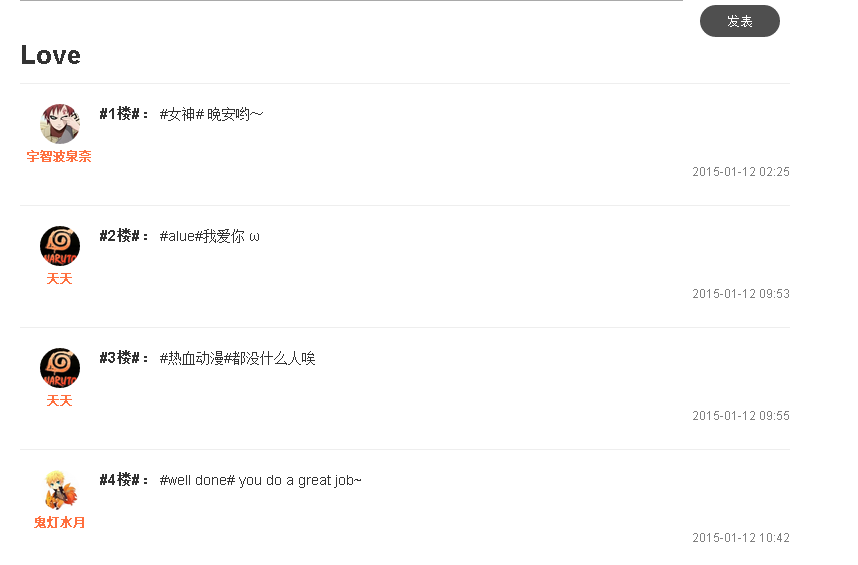 发表
Love
#1楼#： #女神# 晚安哟～
宇智波泉奈
2015-01-12 02:25
#2楼#： #alue#我爱你 ω
NARUTO
天天
2015-01-12 09:53
#3楼#： #热血动漫#都没什么人唉
NARUTO
天天
2015-01-12 09:55
#4楼#： #well done# you do a great job~
鬼灯水月
2015-01-12 10:42